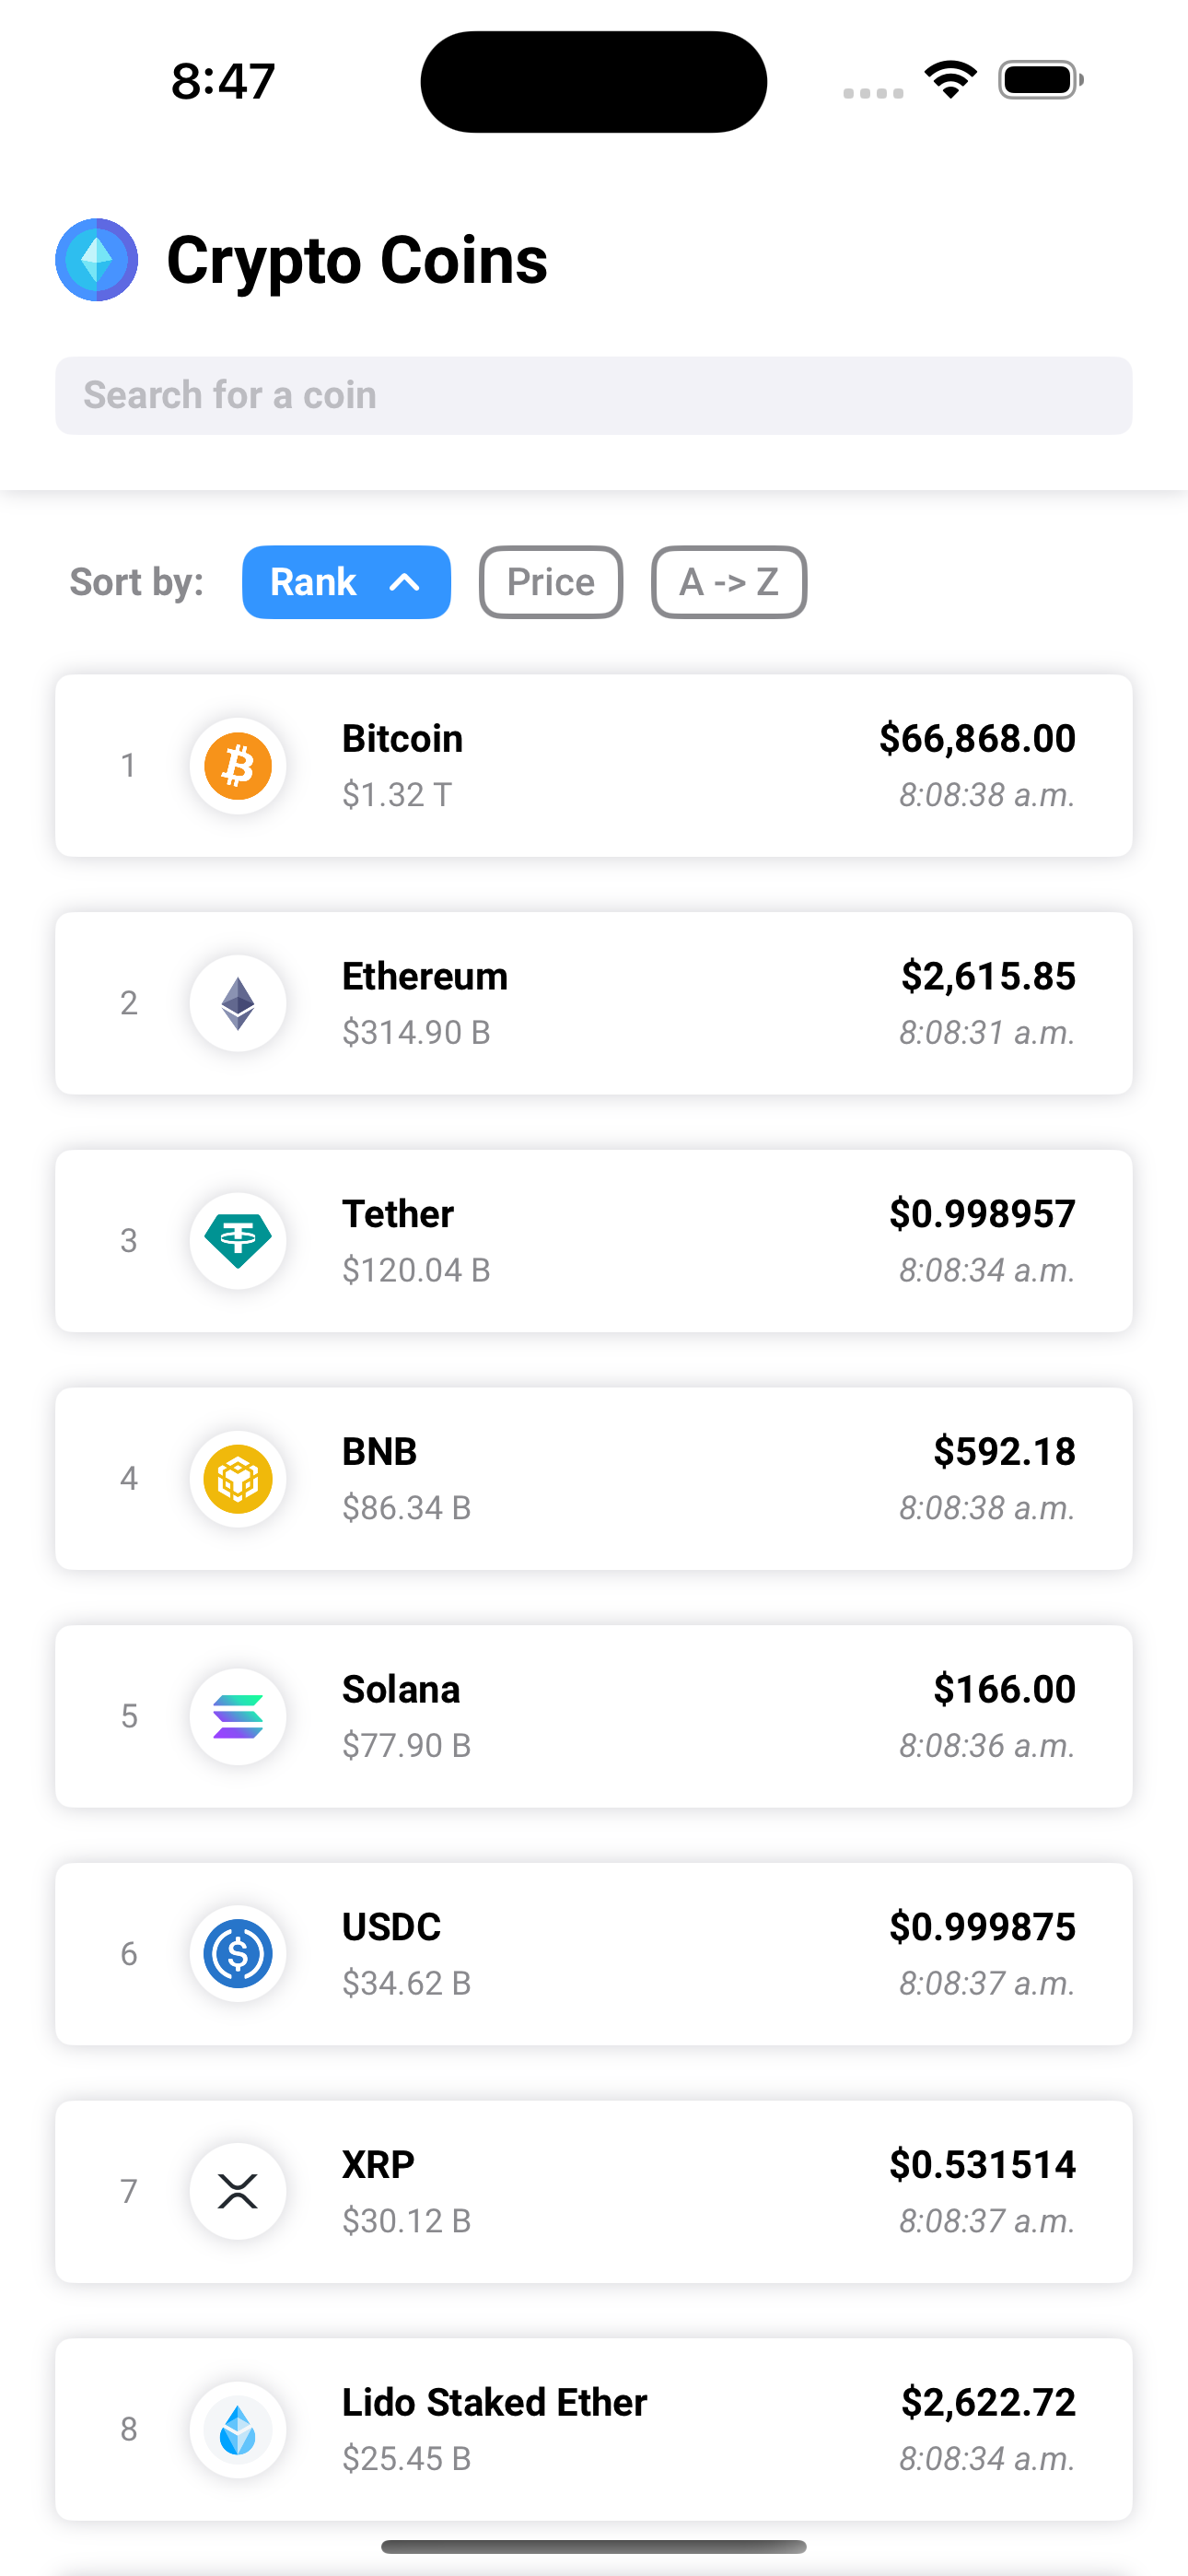 8:47
Crypto Coins
Search for a coin
Sort by: Rank Price A -> Z
1 Bitcoin $66,868.00
$1.32 T 8:08:38 a.m.
2 Ethereum $2,615.85
$314.90 B 8:08:31 a.m.
3 Tether $0.998957
$120.04 B 8:08:34 a.m.
4 BNB $592.18
$86.34 B 8:08:38 a.m.
5 Solana $166.00
$77.90 B 8:08:36 a.m.
6 USDC $0.999875
$34.62 B 8:08:37 a.m.
7 XRP $0.531514
$30.12 B 8:08:37 a.m.
8 Lido Staked Ether $2,622.72
$25.45 B 8:08:34 a.m.